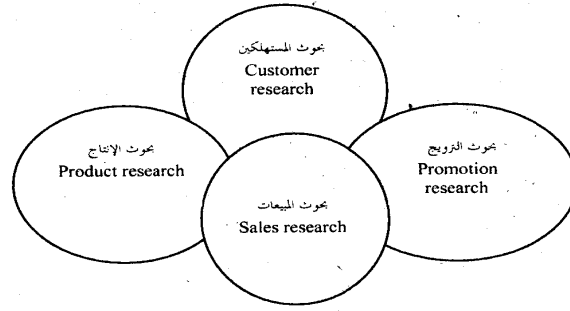 بحوث المستهلكين
Customer
research
بحوث الإنتاج
Product research
بحوث الترويج
Promotion
research
بحوث المبيعات
Sales research